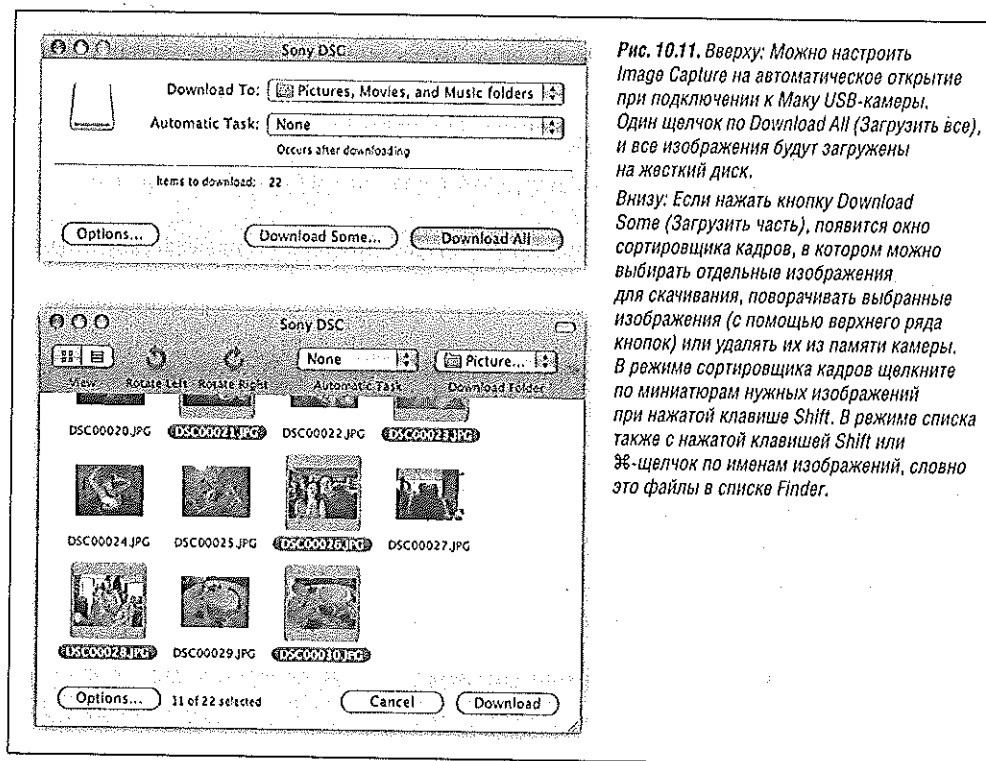 Sony DSC
Download To: Pictures, Movies, and Music folders
Automatic Task: None
Occurs after downloading
Items to download: 22
Options... Download Some... Download All
Sony DSC
None Picture...
View Rotate Left Rotate Right Automatic Task Download Folder
DSC00020.JPG DSC00021.JPG DSC00022.JPG DSC00023.JPG
DSC00024.JPG DSC00025.JPG DSC00026.JPG DSC00027.JPG
DSC00028.JPG DSC00029.JPG DSC00030.JPG
Options... 11 of 22 selected Cancel Download
Рис. 10.11. Вверху: Можно настроить
Image Capture на автоматическое открытие
при подключении к Маку USB-камеры.
Один щелчок по Download All (Загрузить все),
и все изображения будут загружены
на жесткий диск.
Внизу: Если нажать кнопку Download
Some (Загрузить часть), появится окно
сортировщика кадров, в котором можно
выбирать отдельные изображения
для скачивания, поворачивать выбранные
изображения (с помощью верхнего ряда
кнопок) или удалять их из памяти камеры.
В режиме сортировщика кадров щелкните
по миниатюрам нужных изображений
при нажатой клавише Shift. В режиме списка
также с нажатой клавишей Shift или
⌘-щелчок по именам изображений, словно
это файлы в списке Finder.